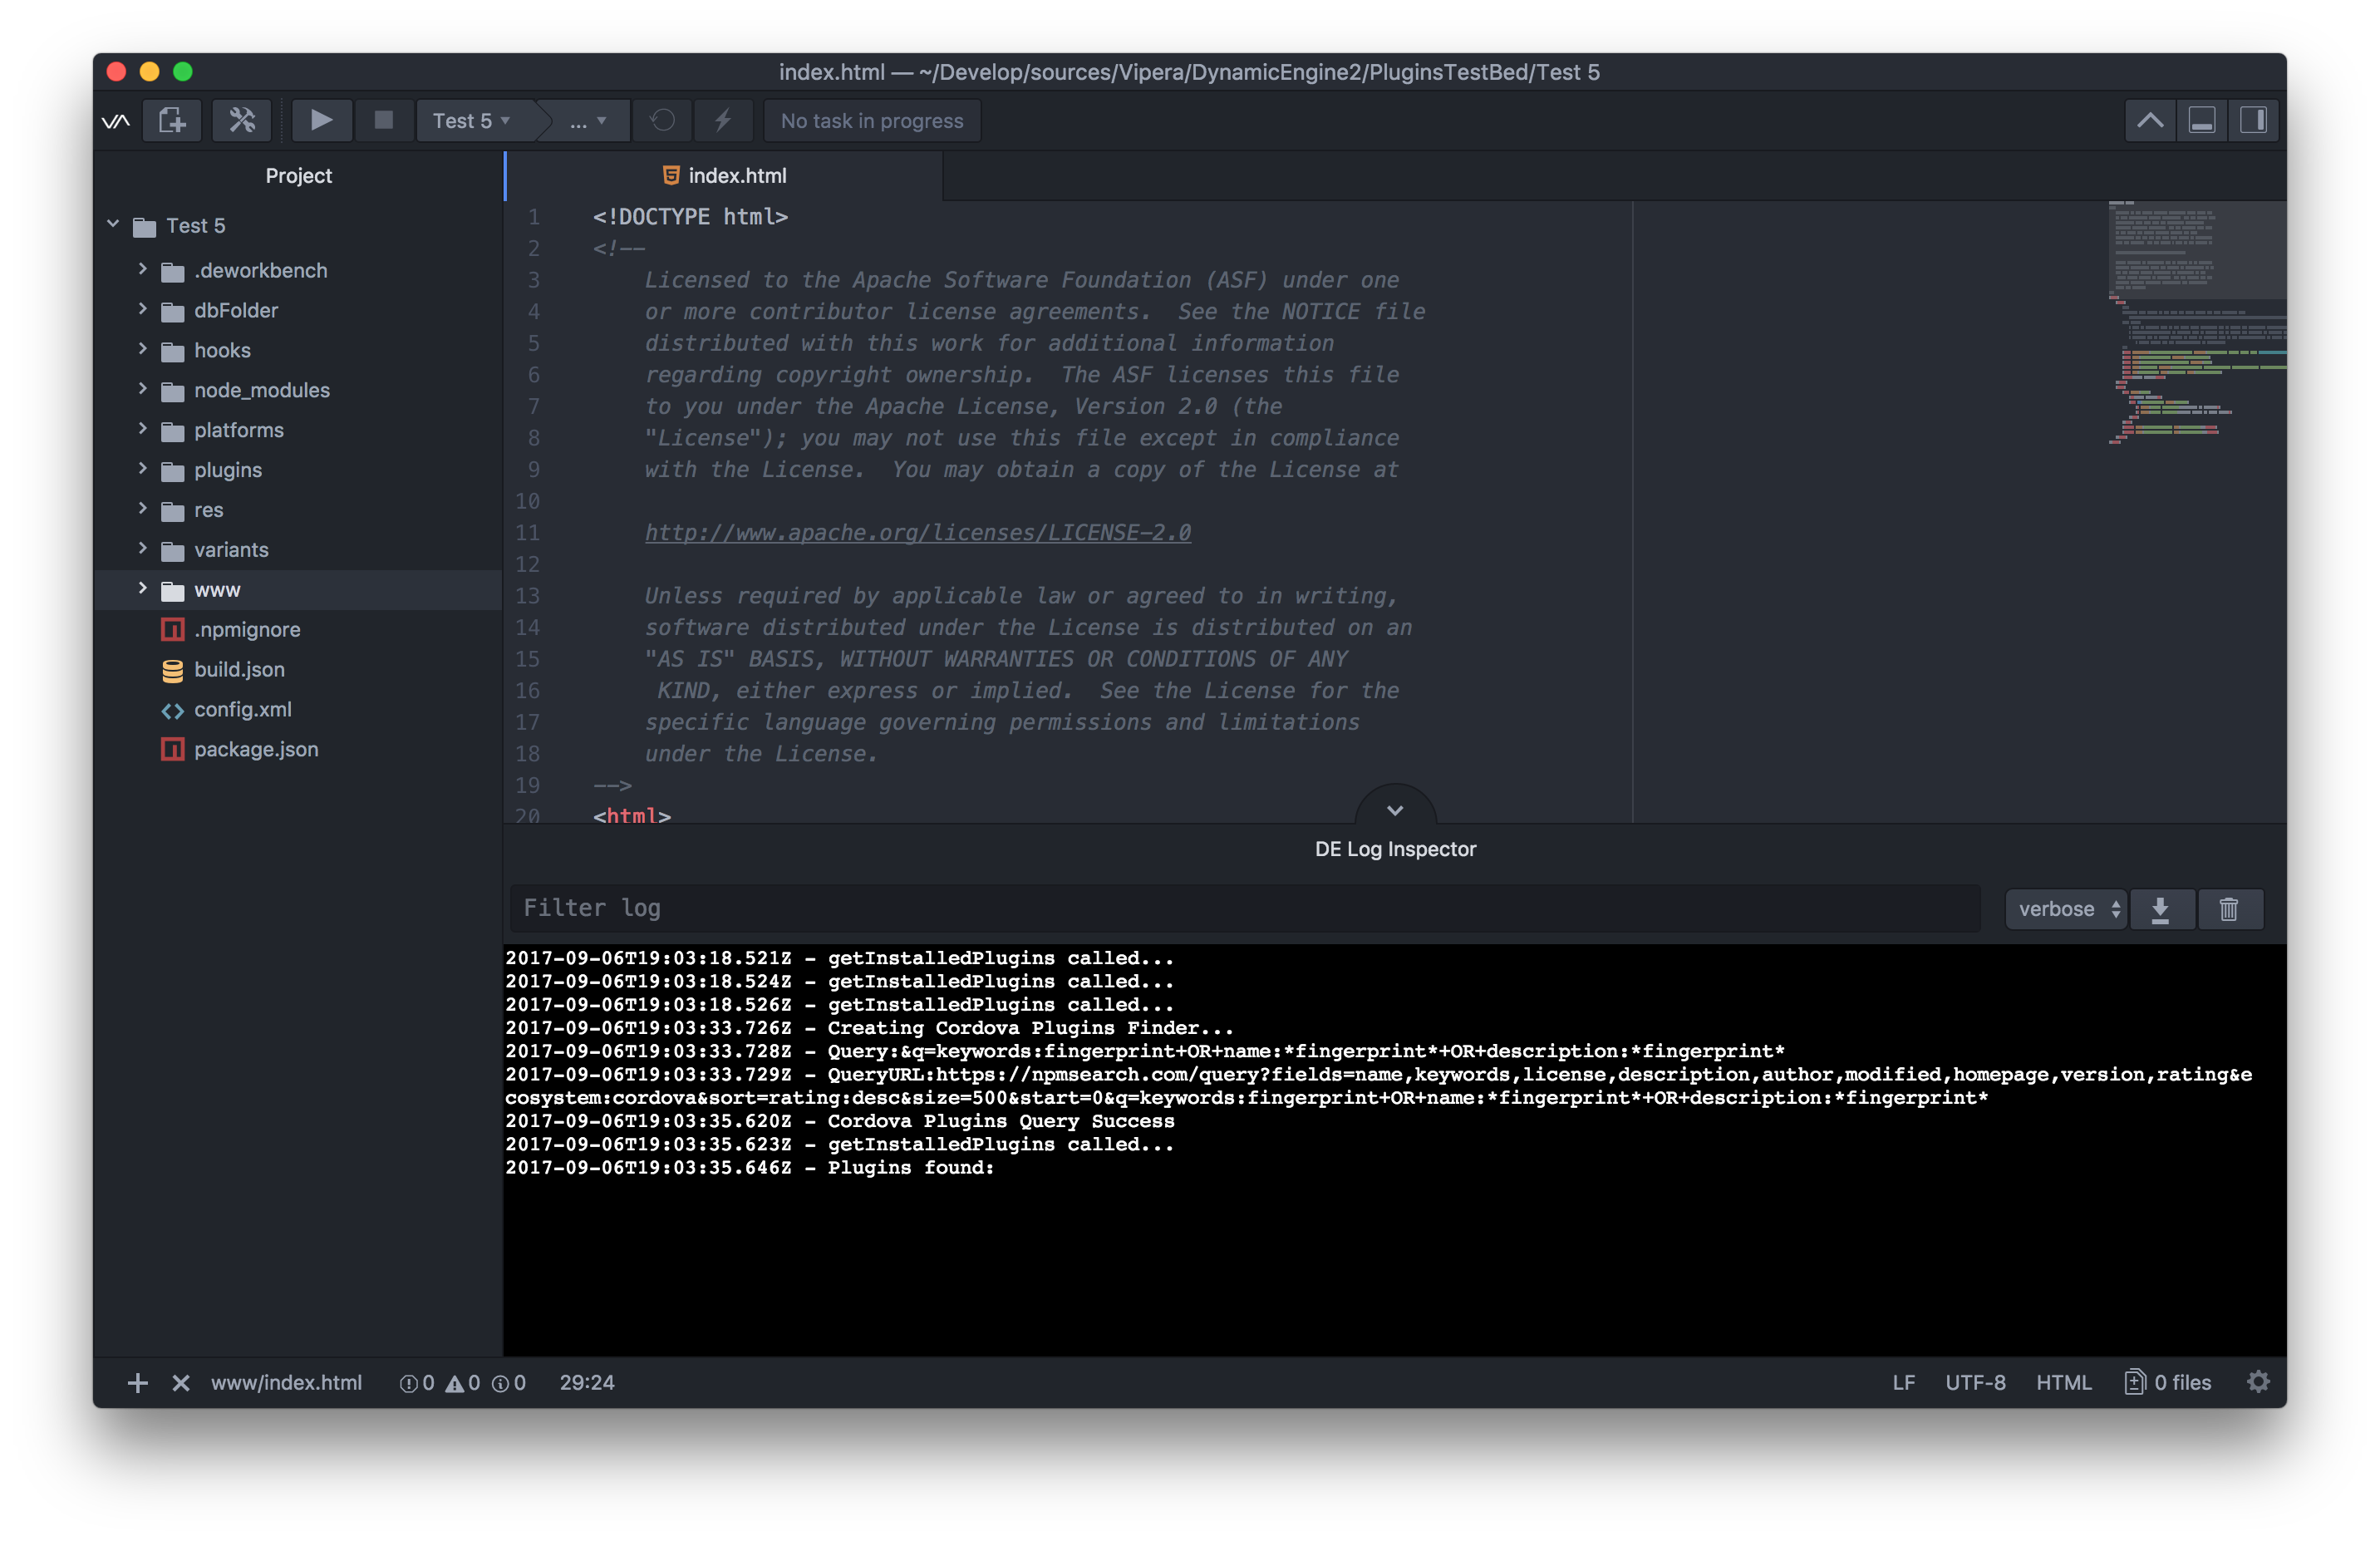 index.html — ~/Develop/sources/Vipera/DynamicEngine2/PluginsTestBed/Test 5
Test 5
...
No task in progress
Project
Test 5
.deworkbench
dbFolder
hooks
node_modules
platforms
plugins
res
variants
www
.npmignore
build.json
config.xml
package.json
index.html
1 <!DOCTYPE html>
2 <!--
3 Licensed to the Apache Software Foundation (ASF) under one
4 or more contributor license agreements.  See the NOTICE file
5 distributed with this work for additional information
6 regarding copyright ownership.  The ASF licenses this file
7 to you under the Apache License, Version 2.0 (the
8 "License"); you may not use this file except in compliance
9 with the License.  You may obtain a copy of the License at
10
11 http://www.apache.org/licenses/LICENSE-2.0
12
13 Unless required by applicable law or agreed to in writing,
14 software distributed under the License is distributed on an
15 "AS IS" BASIS, WITHOUT WARRANTIES OR CONDITIONS OF ANY
16 KIND, either express or implied.  See the License for the
17 specific language governing permissions and limitations
18 under the License.
19 -->
20 <html>
DE Log Inspector
Filter log
verbose
2017-09-06T19:03:18.521Z - getInstalledPlugins called...
2017-09-06T19:03:18.524Z - getInstalledPlugins called...
2017-09-06T19:03:18.526Z - getInstalledPlugins called...
2017-09-06T19:03:33.726Z - Creating Cordova Plugins Finder...
2017-09-06T19:03:33.728Z - Query:&q=keywords:fingerprint+OR+name:*fingerprint*+OR+description:*fingerprint*
2017-09-06T19:03:33.729Z - QueryURL:https://npmsearch.com/query?fields=name,keywords,license,description,author,modified,homepage,version,rating&e
cosystem:cordova&sort=rating:desc&size=500&start=0&q=keywords:fingerprint+OR+name:*fingerprint*+OR+description:*fingerprint*
2017-09-06T19:03:35.620Z - Cordova Plugins Query Success
2017-09-06T19:03:35.623Z - getInstalledPlugins called...
2017-09-06T19:03:35.646Z - Plugins found:
www/index.html 0 0 0 29:24 LF UTF-8 HTML 0 files